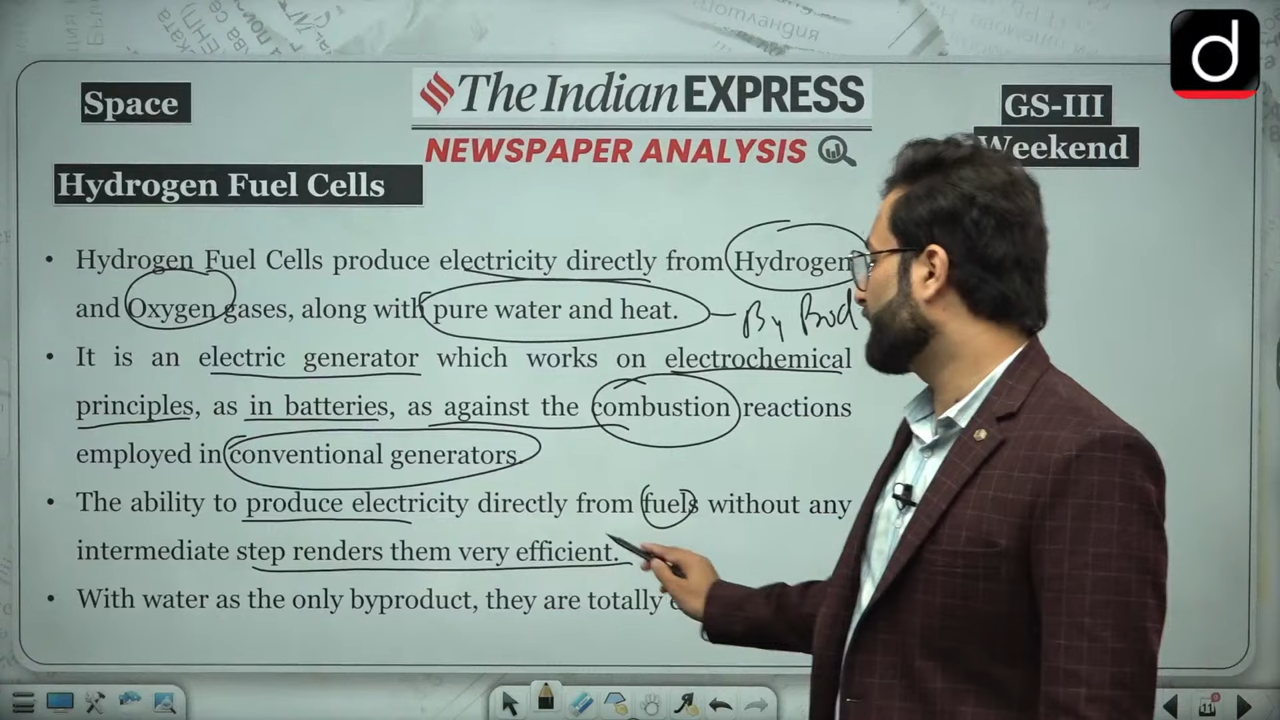 d
Space
The Indian EXPRESS
GS-III
NEWSPAPER ANALYSIS
Weekend
Hydrogen Fuel Cells
• Hydrogen Fuel Cells produce electricity directly from Hydrogen
and Oxygen gases, along with pure water and heat. – By Prod
• It is an electric generator which works on electrochemical
principles, as in batteries, as against the combustion reactions
employed in conventional generators.
• The ability to produce electricity directly from fuels without any
intermediate step renders them very efficient.
• With water as the only byproduct, they are totally
11